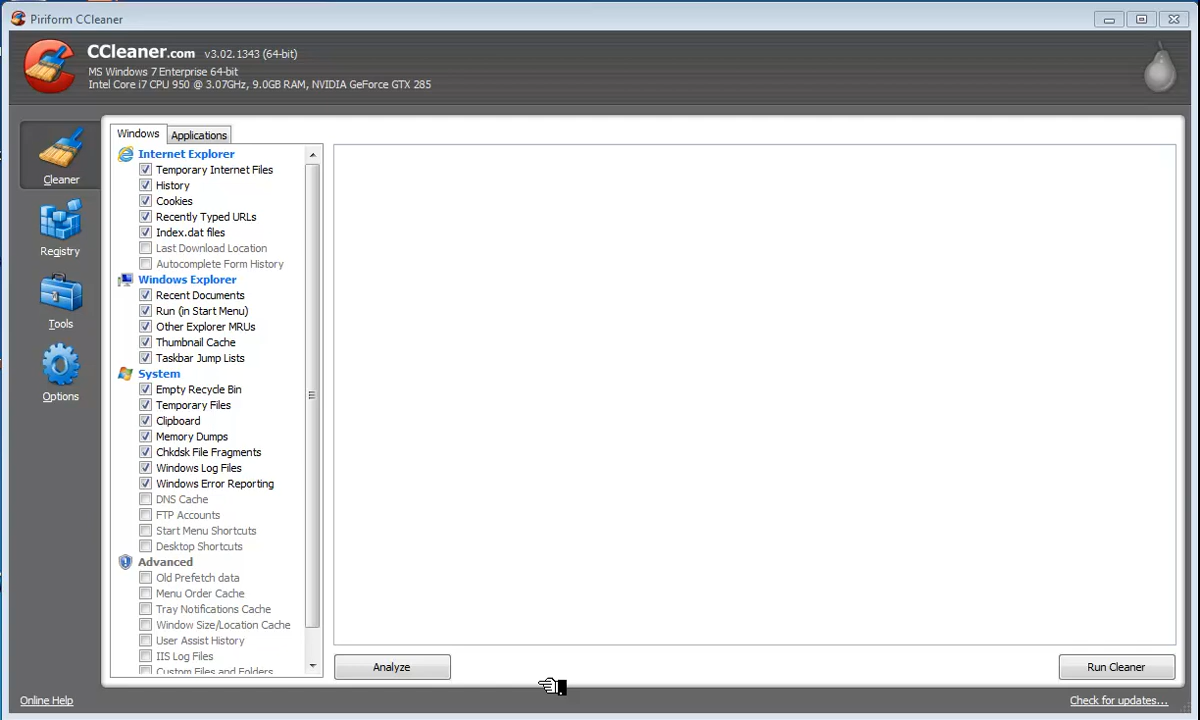 Piriform CCleaner
CCleaner.com v3.02.1343 (64-bit)
MS Windows 7 Enterprise 64-bit
Intel Core i7 CPU 950 @ 3.07GHz, 9.0GB RAM, NVIDIA GeForce GTX 285
Cleaner
Registry
Tools
Options
Windows
Applications
Internet Explorer
Temporary Internet Files
History
Cookies
Recently Typed URLs
Index.dat files
Last Download Location
Autocomplete Form History
Windows Explorer
Recent Documents
Run (in Start Menu)
Other Explorer MRUs
Thumbnail Cache
Taskbar Jump Lists
System
Empty Recycle Bin
Temporary Files
Clipboard
Memory Dumps
Chkdsk File Fragments
Windows Log Files
Windows Error Reporting
DNS Cache
FTP Accounts
Start Menu Shortcuts
Desktop Shortcuts
Advanced
Old Prefetch data
Menu Order Cache
Tray Notifications Cache
Window Size/Location Cache
User Assist History
IIS Log Files
Custom Files and Folders
Analyze
Run Cleaner
Online Help
Check for updates...